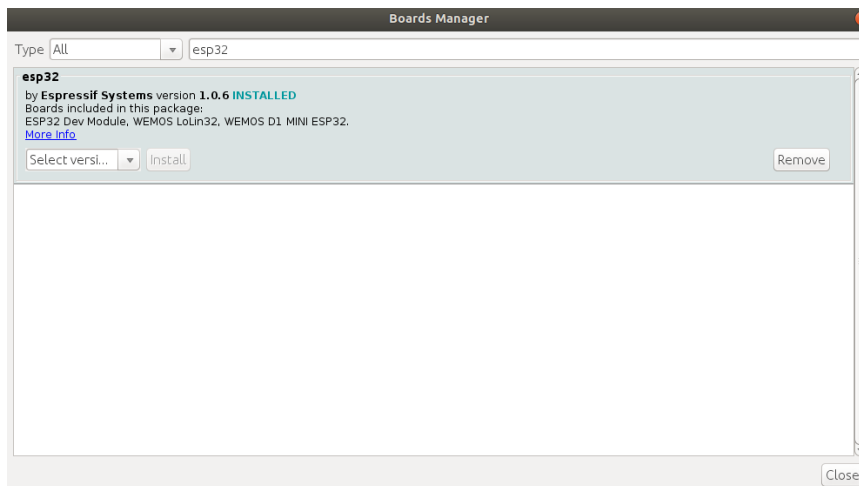 Boards Manager
Type All esp32
esp32
by Espressif Systems version 1.0.6 INSTALLED
Boards included in this package:
ESP32 Dev Module, WEMOS LoLin32, WEMOS D1 MINI ESP32.
More Info
Select versi... Install Remove
Close